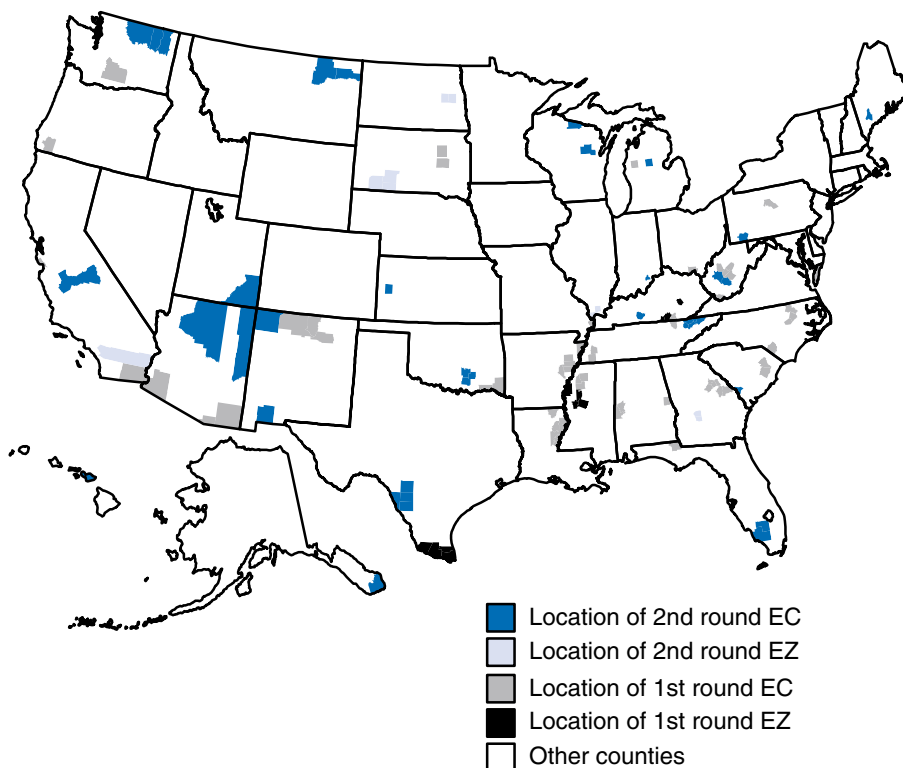 Location of 2nd round EC
Location of 2nd round EZ
Location of 1st round EC
Location of 1st round EZ
Other counties